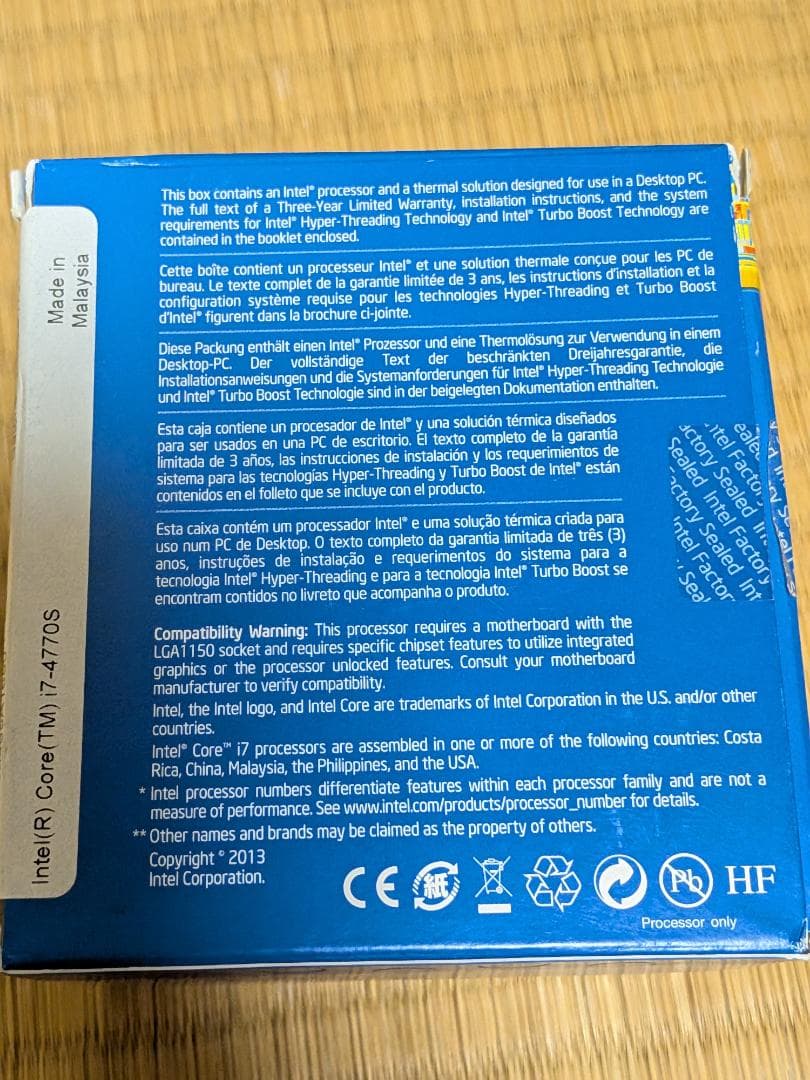 Made in
Malaysia
Intel(R) Core(TM) i7-4770S
This box contains an Intel® processor and a thermal solution designed for use in a Desktop PC.
The full text of a Three-Year Limited Warranty, installation instructions, and the system
requirements for Intel® Hyper-Threading Technology and Intel® Turbo Boost Technology are
contained in the booklet enclosed.
Cette boîte contient un processeur Intel® et une solution thermale conçue pour les PC de
bureau. Le texte complet de la garantie limitée de 3 ans, les instructions d'installation et la
configuration système requise pour les technologies Hyper-Threading et Turbo Boost
d'Intel® figurent dans la brochure ci-jointe.
Diese Packung enthält einen Intel® Prozessor und eine Thermolösung zur Verwendung in einem
Desktop-PC. Der vollständige Text der beschränkten Dreijahresgarantie, die
Installationsanweisungen und die Systemanforderungen für Intel® Hyper-Threading Technologie
und Intel® Turbo Boost Technologie sind in der beigelegten Dokumentation enthalten.
Esta caja contiene un procesador de Intel® y una solución térmica diseñados
para ser usados en una PC de escritorio. El texto completo de la garantía
limitada de 3 años, las instrucciones de instalación y los requerimientos de
sistema para las tecnologías Hyper-Threading y Turbo Boost de Intel® están
contenidos en el folleto que se incluye con el producto.
Esta caixa contém um processador Intel® e uma solução térmica criada para
uso num PC de Desktop. O texto completo da garantia limitada de três (3)
anos, instruções de instalação e requerimentos do sistema para a
tecnologia Intel® Hyper-Threading e para a tecnologia Intel® Turbo Boost se
encontram contidos no livreto que acompanha o produto.
Compatibility Warning: This processor requires a motherboard with the
LGA1150 socket and requires specific chipset features to utilize integrated
graphics or the processor unlocked features. Consult your motherboard
manufacturer to verify compatibility.
Intel, the Intel logo, and Intel Core are trademarks of Intel Corporation in the U.S. and/or other
countries.
Intel® Core™ i7 processors are assembled in one or more of the following countries: Costa
Rica, China, Malaysia, the Philippines, and the USA.
* Intel processor numbers differentiate features within each processor family and are not a
measure of performance. See www.intel.com/products/processor_number for details.
** Other names and brands may be claimed as the property of others.
Copyright © 2013
Intel Corporation.
CE 紙 Pb HF
Processor only
Intel Factory
Factory Sealed
Sealed Intel Factory
Factory Sealed Int
Intel Factor